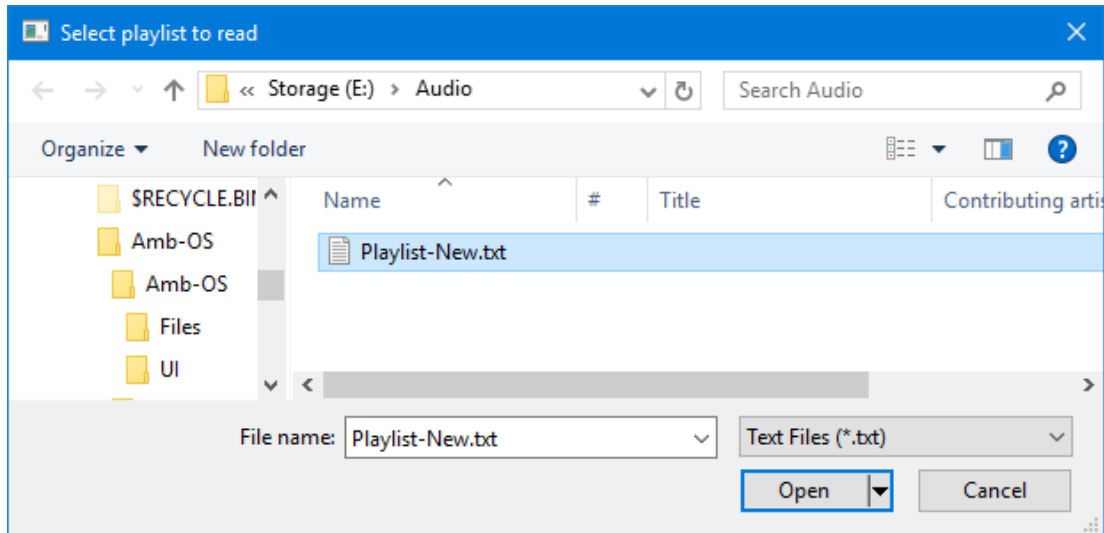 Select playlist to read
« Storage (E:) › Audio
Search Audio
Organize
New folder
$RECYCLE.BIN
Name
#
Title
Contributing artis
Amb-OS
Playlist-New.txt
Amb-OS
Files
UI
File name:
Playlist-New.txt
Text Files (*.txt)
Open
Cancel